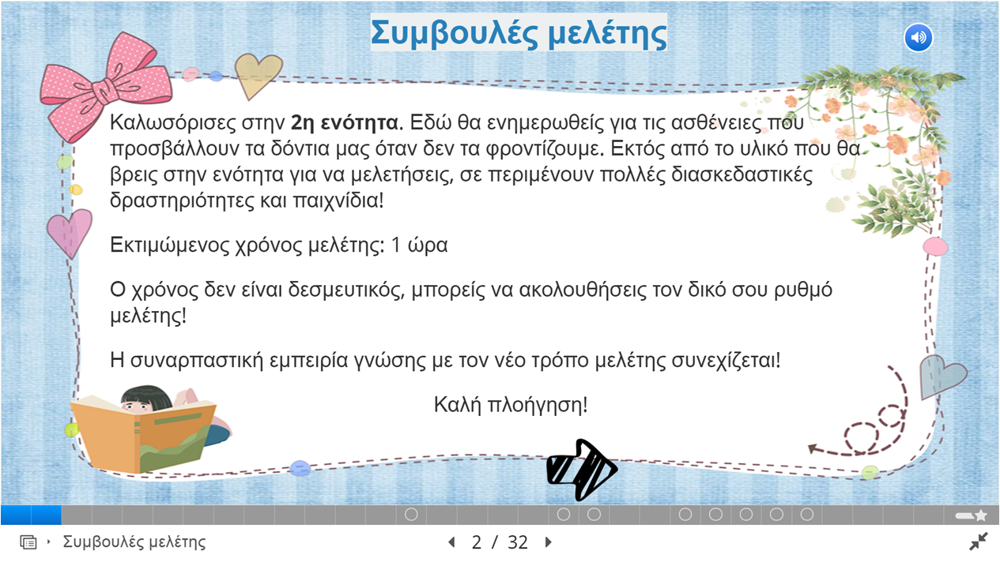 Συμβουλές μελέτης
Καλωσόρισες στην 2η ενότητα. Εδώ θα ενημερωθείς για τις ασθένειες που
προσβάλλουν τα δόντια μας όταν δεν τα φροντίζουμε. Εκτός από το υλικό που θα
βρεις στην ενότητα για να μελετήσεις, σε περιμένουν πολλές διασκεδαστικές
δραστηριότητες και παιχνίδια!
Εκτιμώμενος χρόνος μελέτης: 1 ώρα
Ο χρόνος δεν είναι δεσμευτικός, μπορείς να ακολουθήσεις τον δικό σου ρυθμό
μελέτης!
Η συναρπαστική εμπειρία γνώσης με τον νέο τρόπο μελέτης συνεχίζεται!
Καλή πλοήγηση!
Συμβουλές μελέτης
2 / 32